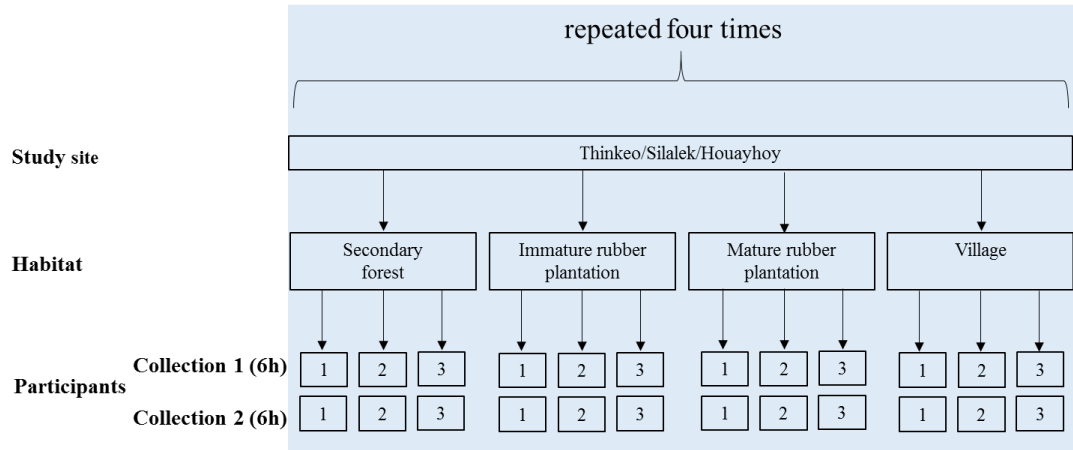 repeated four times
Study site
Thinkeo/Silalek/Houayhoy
Habitat
Secondary
forest
Immature rubber
plantation
Mature rubber
plantation
Village
Participants
Collection 1 (6h)
1 2 3 1 2 3 1 2 3 1 2 3
Collection 2 (6h)
1 2 3 1 2 3 1 2 3 1 2 3